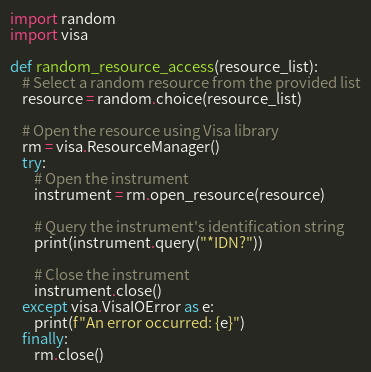 import random
import visa

def random_resource_access(resource_list):
    # Select a random resource from the provided list
    resource = random.choice(resource_list)

    # Open the resource using Visa library
    rm = visa.ResourceManager()
    try:
        # Open the instrument
        instrument = rm.open_resource(resource)

        # Query the instrument's identification string
        print(instrument.query("*IDN?"))

        # Close the instrument
        instrument.close()
    except visa.VisaIOError as e:
        print(f"An error occurred: {e}")
    finally:
        rm.close()